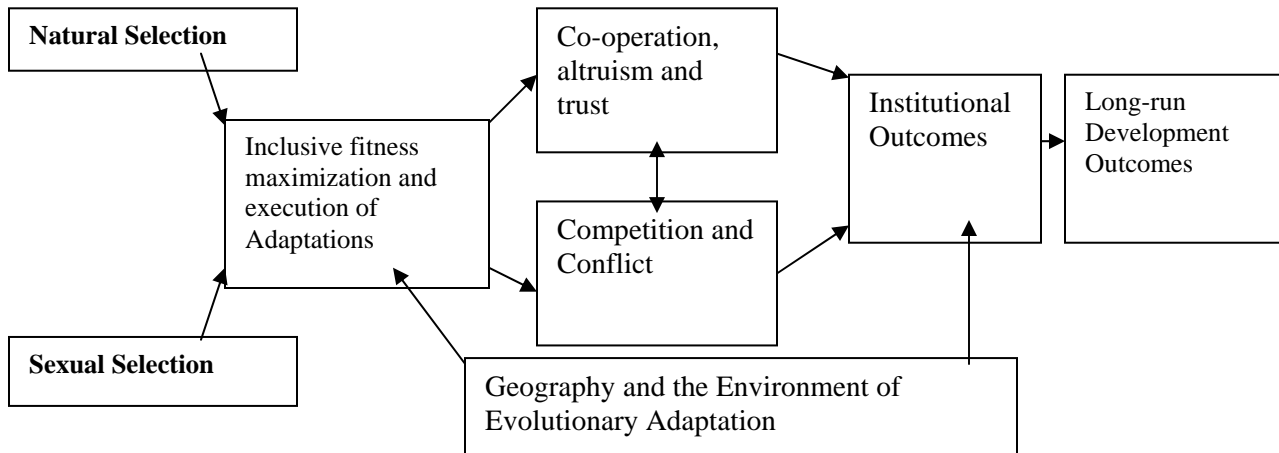 Natural Selection
Sexual Selection
Inclusive fitness
maximization and
execution of
Adaptations
Co-operation,
altruism and
trust
Competition and
Conflict
Geography and the Environment of
Evolutionary Adaptation
Institutional
Outcomes
Long-run
Development
Outcomes